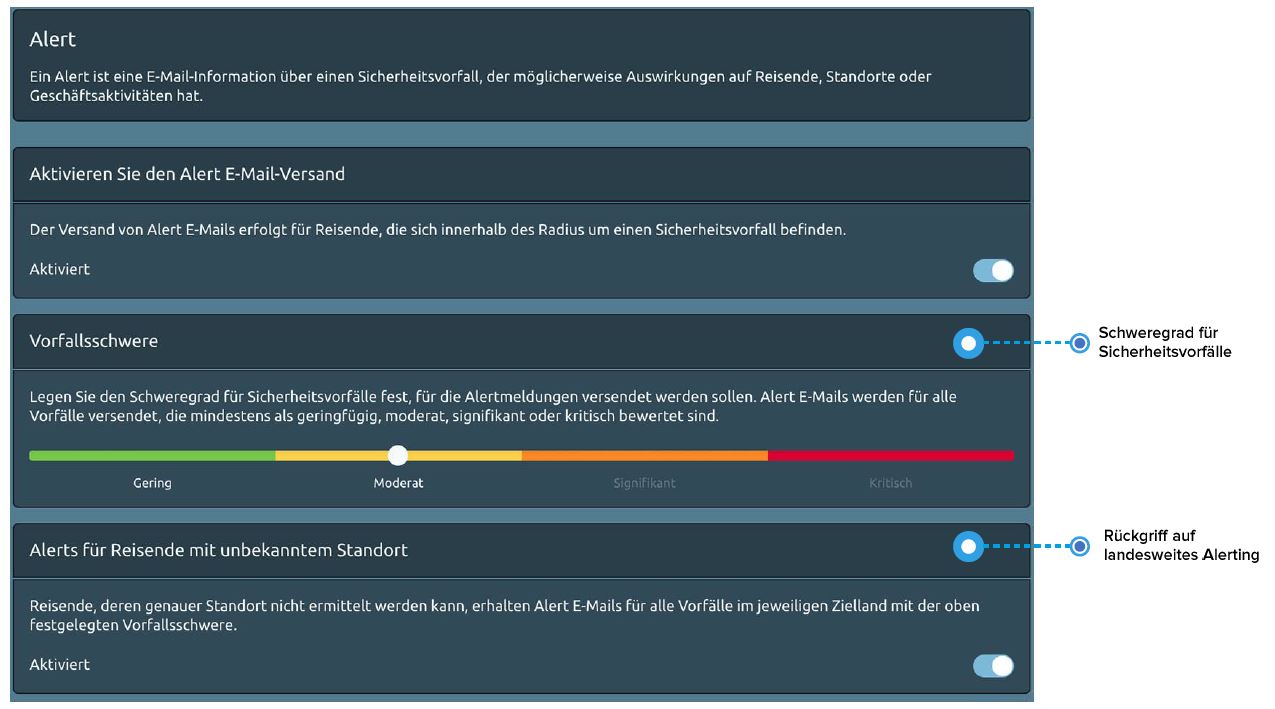 Alert
Ein Alert ist eine E-Mail-Information über einen Sicherheitsvorfall, der möglicherweise Auswirkungen auf Reisende, Standorte oder
Geschäftsaktivitäten hat.
Aktivieren Sie den Alert E-Mail-Versand
Der Versand von Alert E-Mails erfolgt für Reisende, die sich innerhalb des Radius um einen Sicherheitsvorfall befinden.
Aktiviert
Vorfallsschwere
Schweregrad für
Sicherheitsvorfälle
Legen Sie den Schweregrad für Sicherheitsvorfälle fest, für die Alertmeldungen versendet werden sollen. Alert E-Mails werden für alle
Vorfälle versendet, die mindestens als geringfügig, moderat, signifikant oder kritisch bewertet sind.
Gering Moderat Signifikant Kritisch
Alerts für Reisende mit unbekanntem Standort
Rückgriff auf
landesweites Alerting
Reisende, deren genauer Standort nicht ermittelt werden kann, erhalten Alert E-Mails für alle Vorfälle im jeweiligen Zielland mit der oben
festgelegten Vorfallsschwere.
Aktiviert